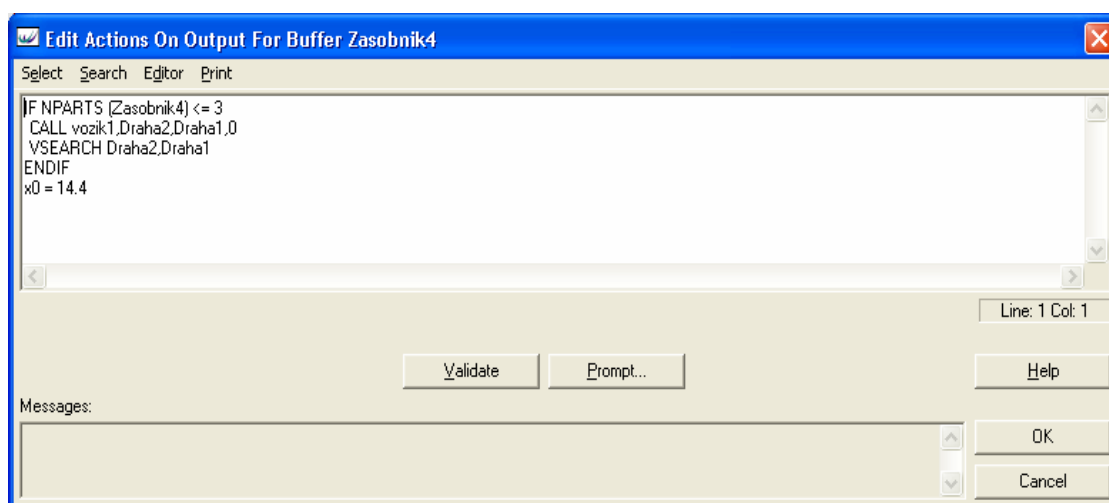 Edit Actions On Output For Buffer Zasobnik4
Select Search Editor Print
IF NPARTS (Zasobnik4) <= 3
CALL vozik1,Draha2,Draha1,0
VSEARCH Draha2,Draha1
ENDIF
x0 = 14.4
Line: 1 Col: 1
Validate Prompt... Help
Messages:
OK
Cancel